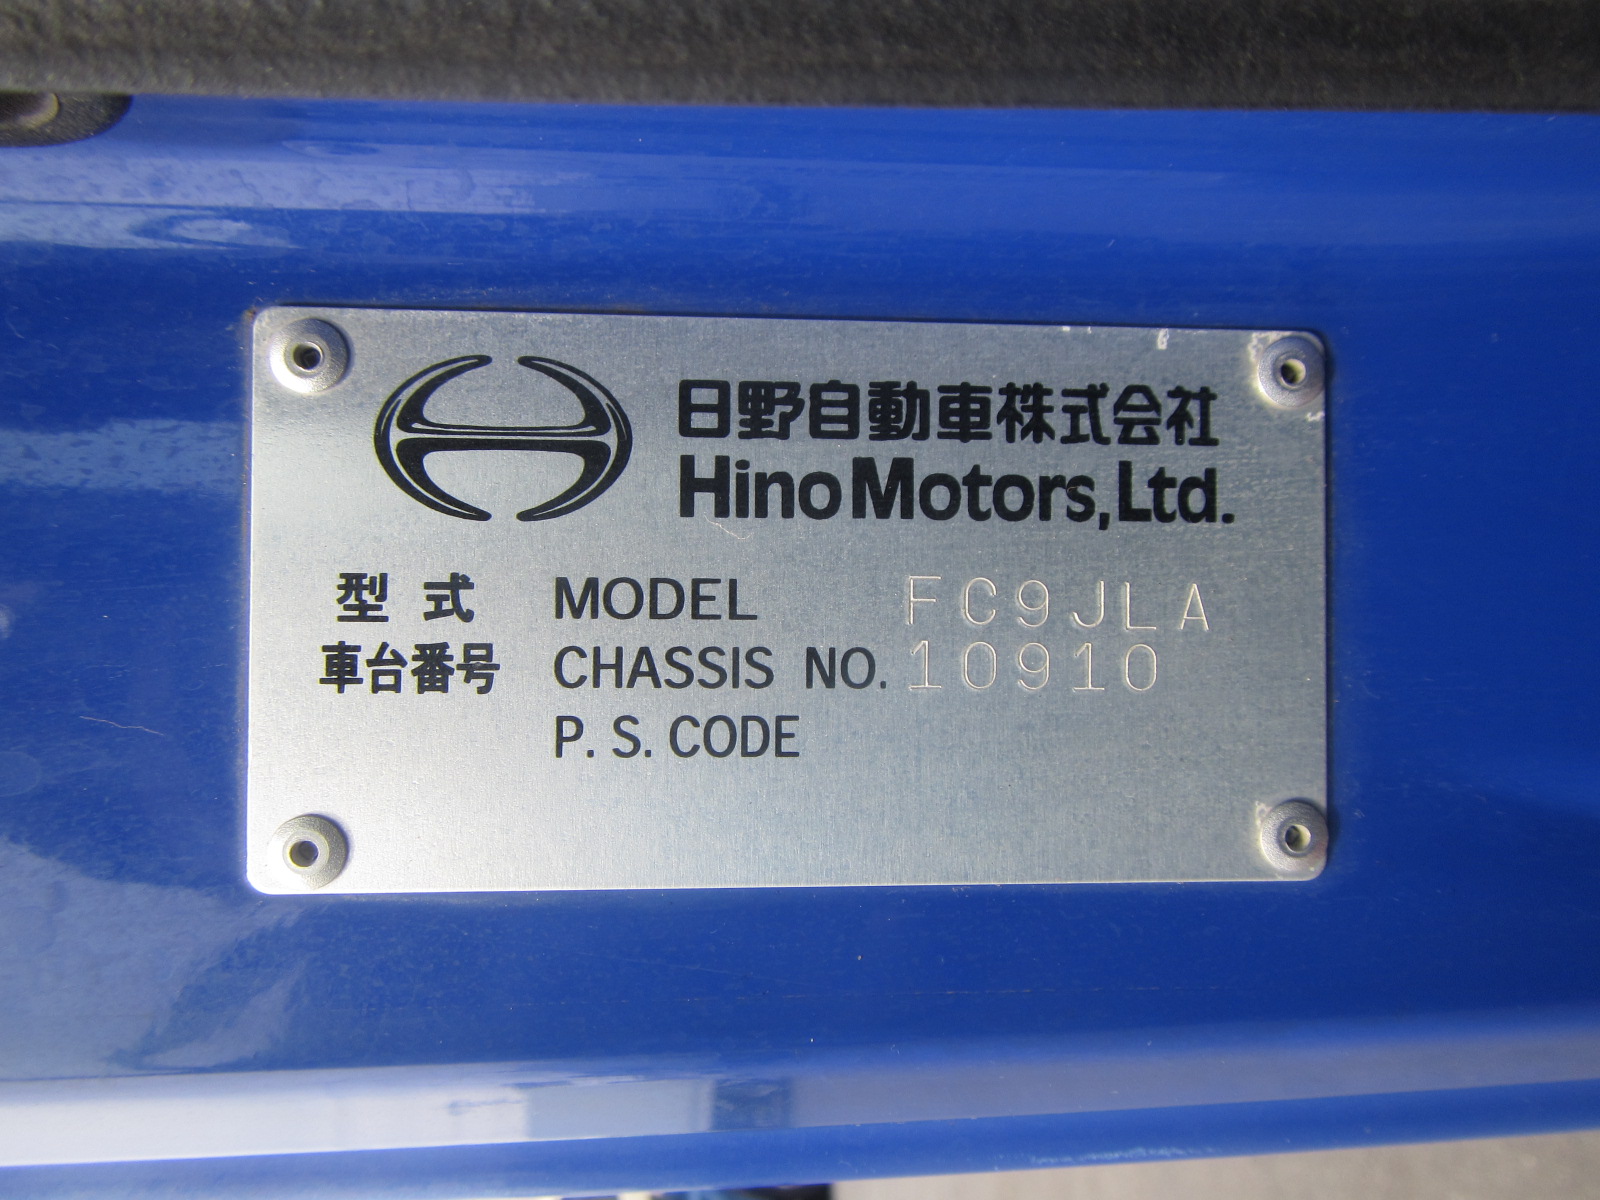 日野自動車株式会社
Hino Motors, Ltd.
型式 MODEL FC9JLA
車台番号 CHASSIS NO. 10910
P. S. CODE